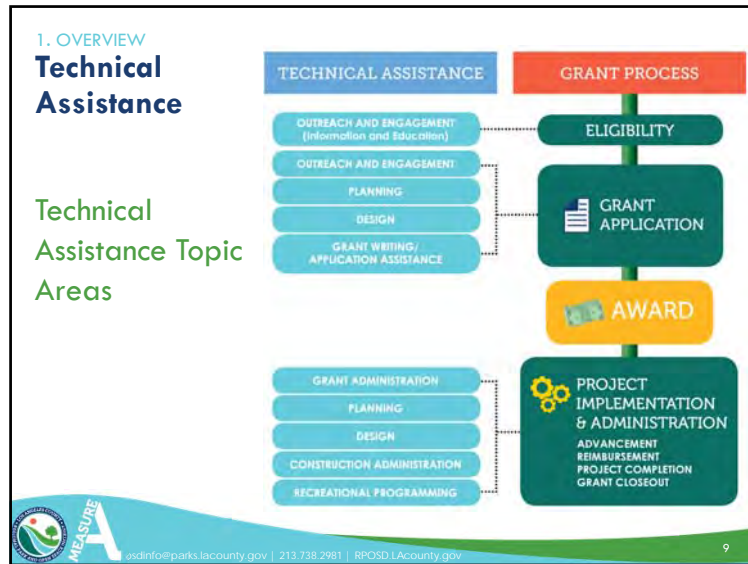 1. OVERVIEW
Technical
Assistance
Technical
Assistance Topic
Areas
TECHNICAL ASSISTANCE
OUTREACH AND ENGAGEMENT
(Information and Education)
OUTREACH AND ENGAGEMENT
PLANNING
DESIGN
GRANT WRITING/
APPLICATION ASSISTANCE
GRANT ADMINISTRATION
PLANNING
DESIGN
CONSTRUCTION ADMINISTRATION
RECREATIONAL PROGRAMMING
GRANT PROCESS
ELIGIBILITY
GRANT
APPLICATION
AWARD
PROJECT
IMPLEMENTATION
& ADMINISTRATION
ADVANCEMENT
REIMBURSEMENT
PROJECT COMPLETION
GRANT CLOSEOUT
MEASURE A
osdinfo@parks.lacounty.gov | 213.738.2981 | RPOSD.LAcounty.gov
9